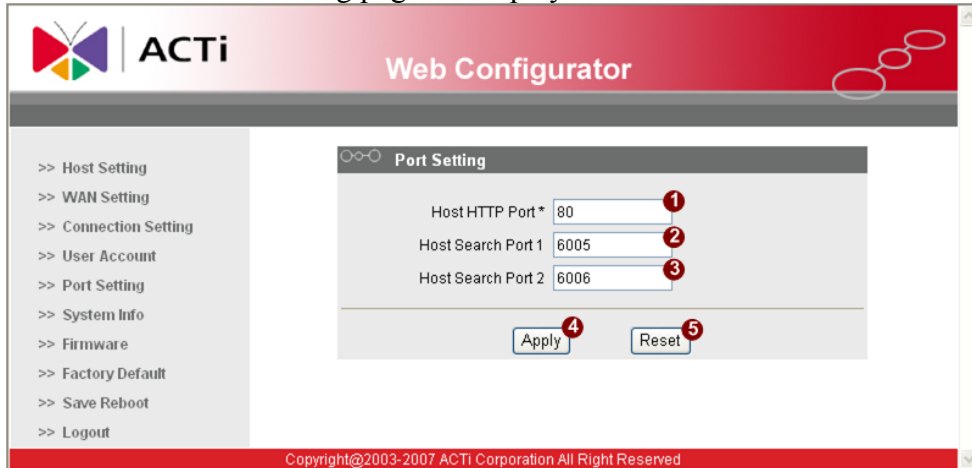 ACTi
Web Configurator
>> Host Setting
>> WAN Setting
>> Connection Setting
>> User Account
>> Port Setting
>> System Info
>> Firmware
>> Factory Default
>> Save Reboot
>> Logout
Port Setting
Host HTTP Port * 80 1
Host Search Port 1 6005 2
Host Search Port 2 6006 3
Apply 4 Reset 5
Copyright@2003-2007 ACTi Corporation All Right Reserved